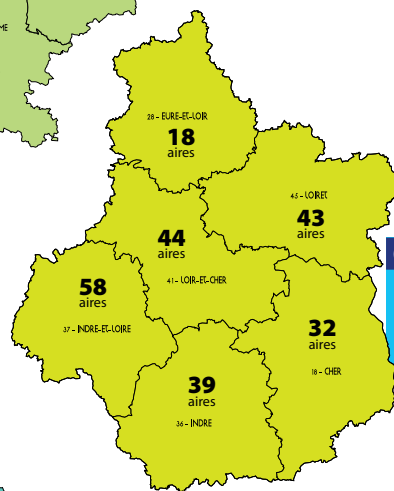 28 - EURE-ET-LOIR
18
aires
45 - LOIRET
43
aires
44
aires
41 - LOIR-ET-CHER
58
aires
37 - INDRE-ET-LOIRE
32
aires
18 - CHER
39
aires
36 - INDRE